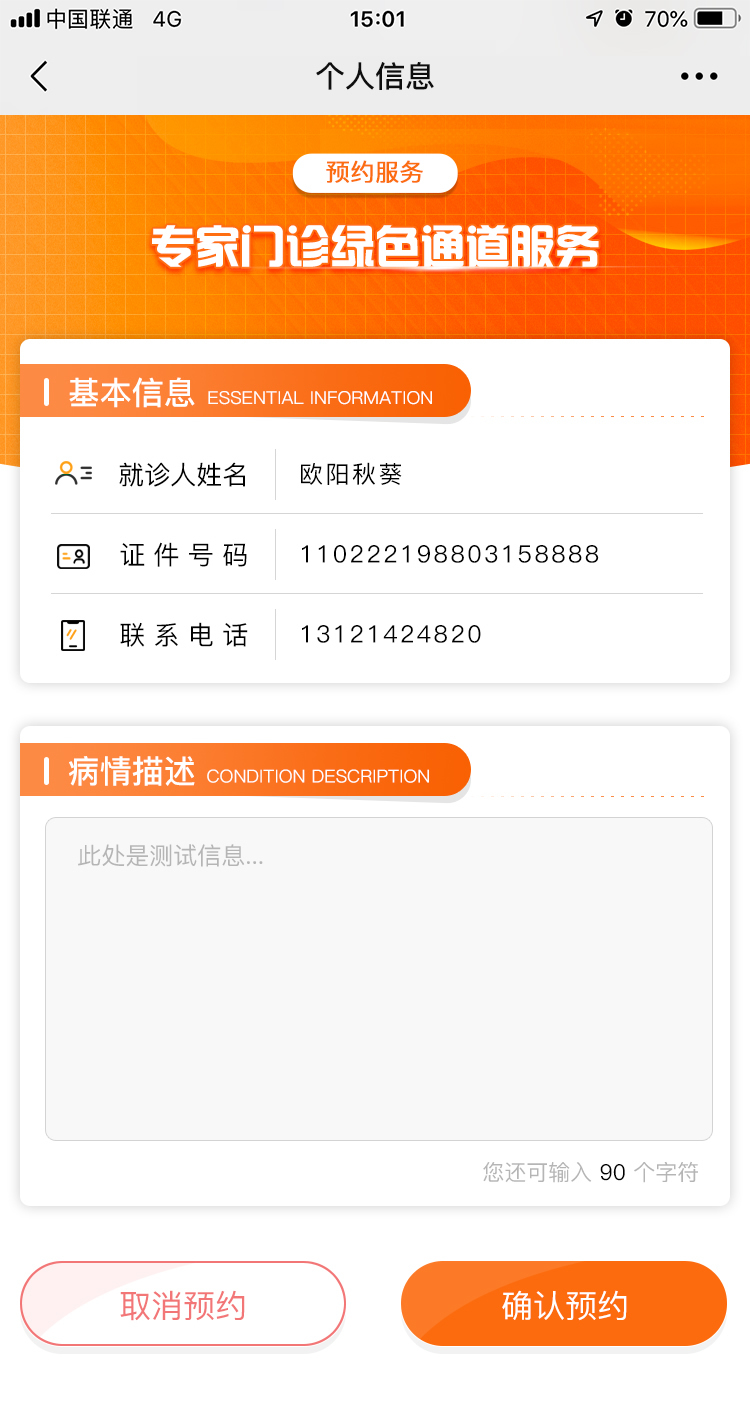 中国联通 4G 15:01 70%
个人信息
预约服务
专家门诊绿色通道服务
基本信息 ESSENTIAL INFORMATION
就诊人姓名 欧阳秋葵
证件号码 110222198803158888
联系电话 13121424820
病情描述 CONDITION DESCRIPTION
此处是测试信息...
您还可输入 90 个字符
取消预约 确认预约